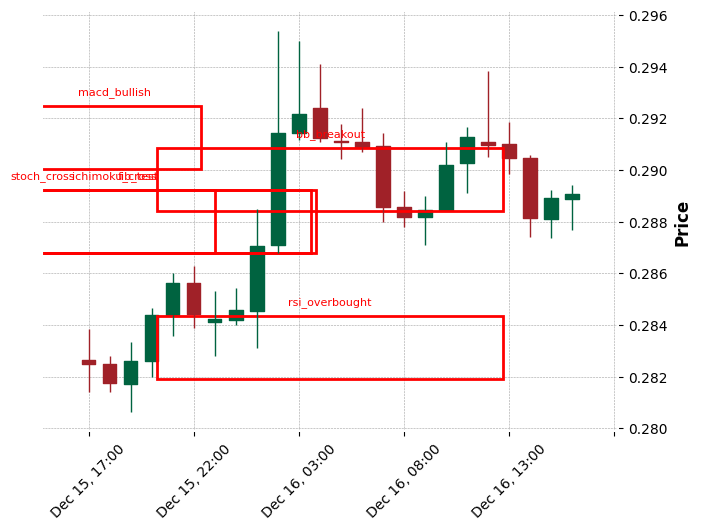 0.296
0.294
macd_bullish
0.292
bb_breakout
0.290
stoch_cross
0.288
Price
0.286
rsi_overbought
0.284
0.282
0.280
Dec 15, 17:00
Dec 15, 22:00
Dec 16, 03:00
Dec 16, 08:00
Dec 16, 13:00